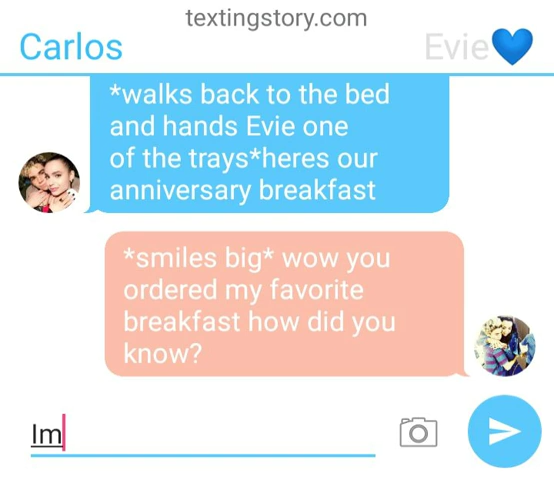 textingstory.com
Carlos
Evie💙
*walks back to the bed
and hands Evie one
of the trays*heres our
anniversary breakfast
*smiles big* wow you
ordered my favorite
breakfast how did you
know?
Im